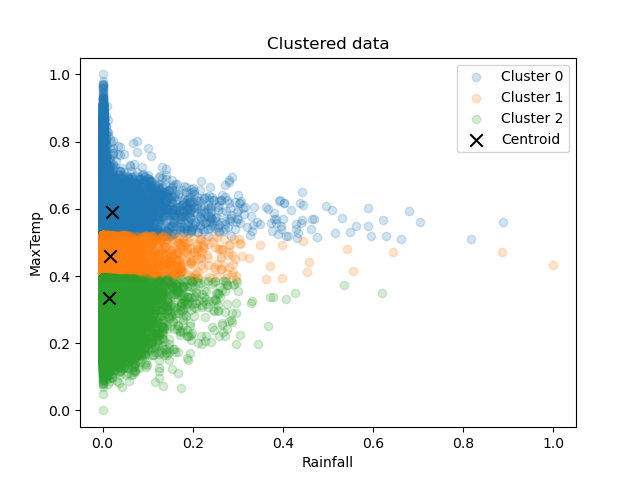 Clustered data
Cluster 0
Cluster 1
Cluster 2
Centroid
1.0
0.8
0.6
0.4
0.2
0.0
MaxTemp
0.0 0.2 0.4 0.6 0.8 1.0
Rainfall